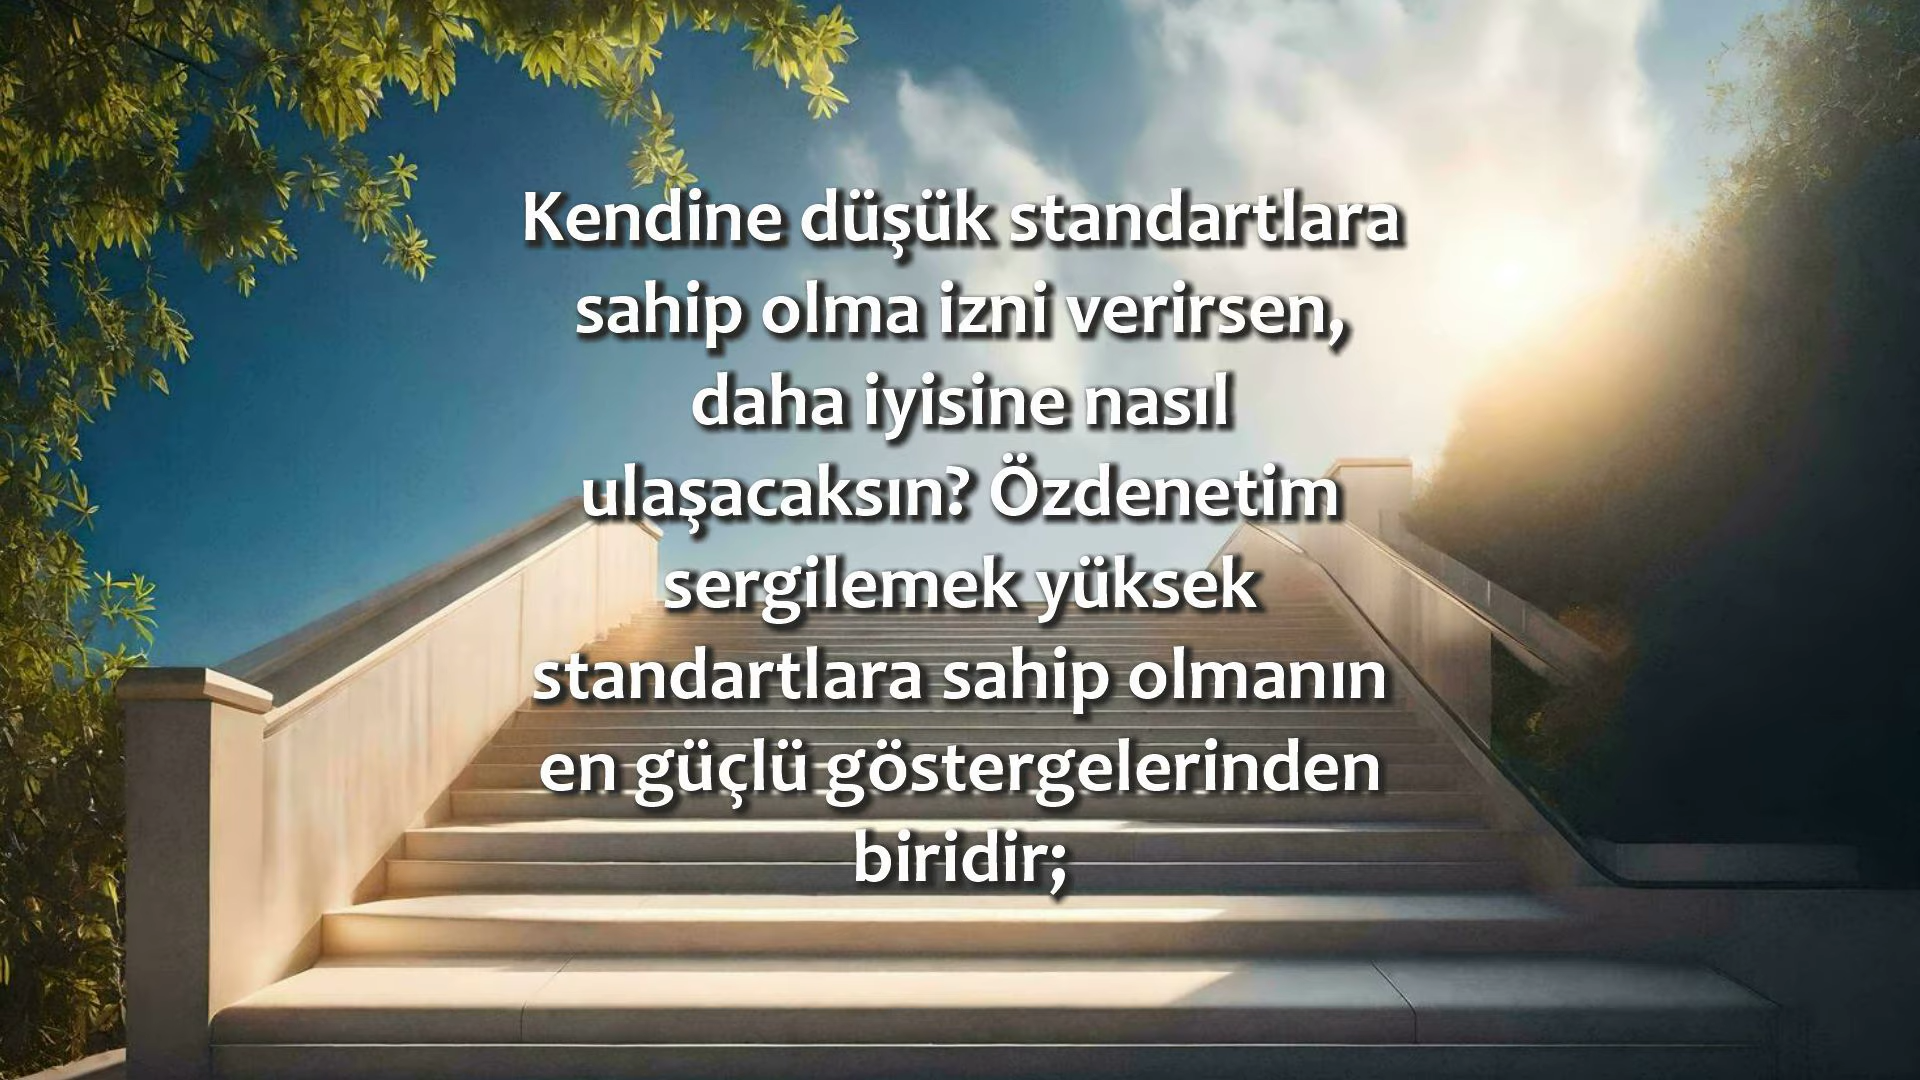 Kendine düşük standartlara
sahip olma izni verirsen,
daha iyisine nasıl
ulaşacaksın? Özdenetim
sergilemek yüksek
standartlara sahip olmanın
en güçlü göstergelerinden
biridir;